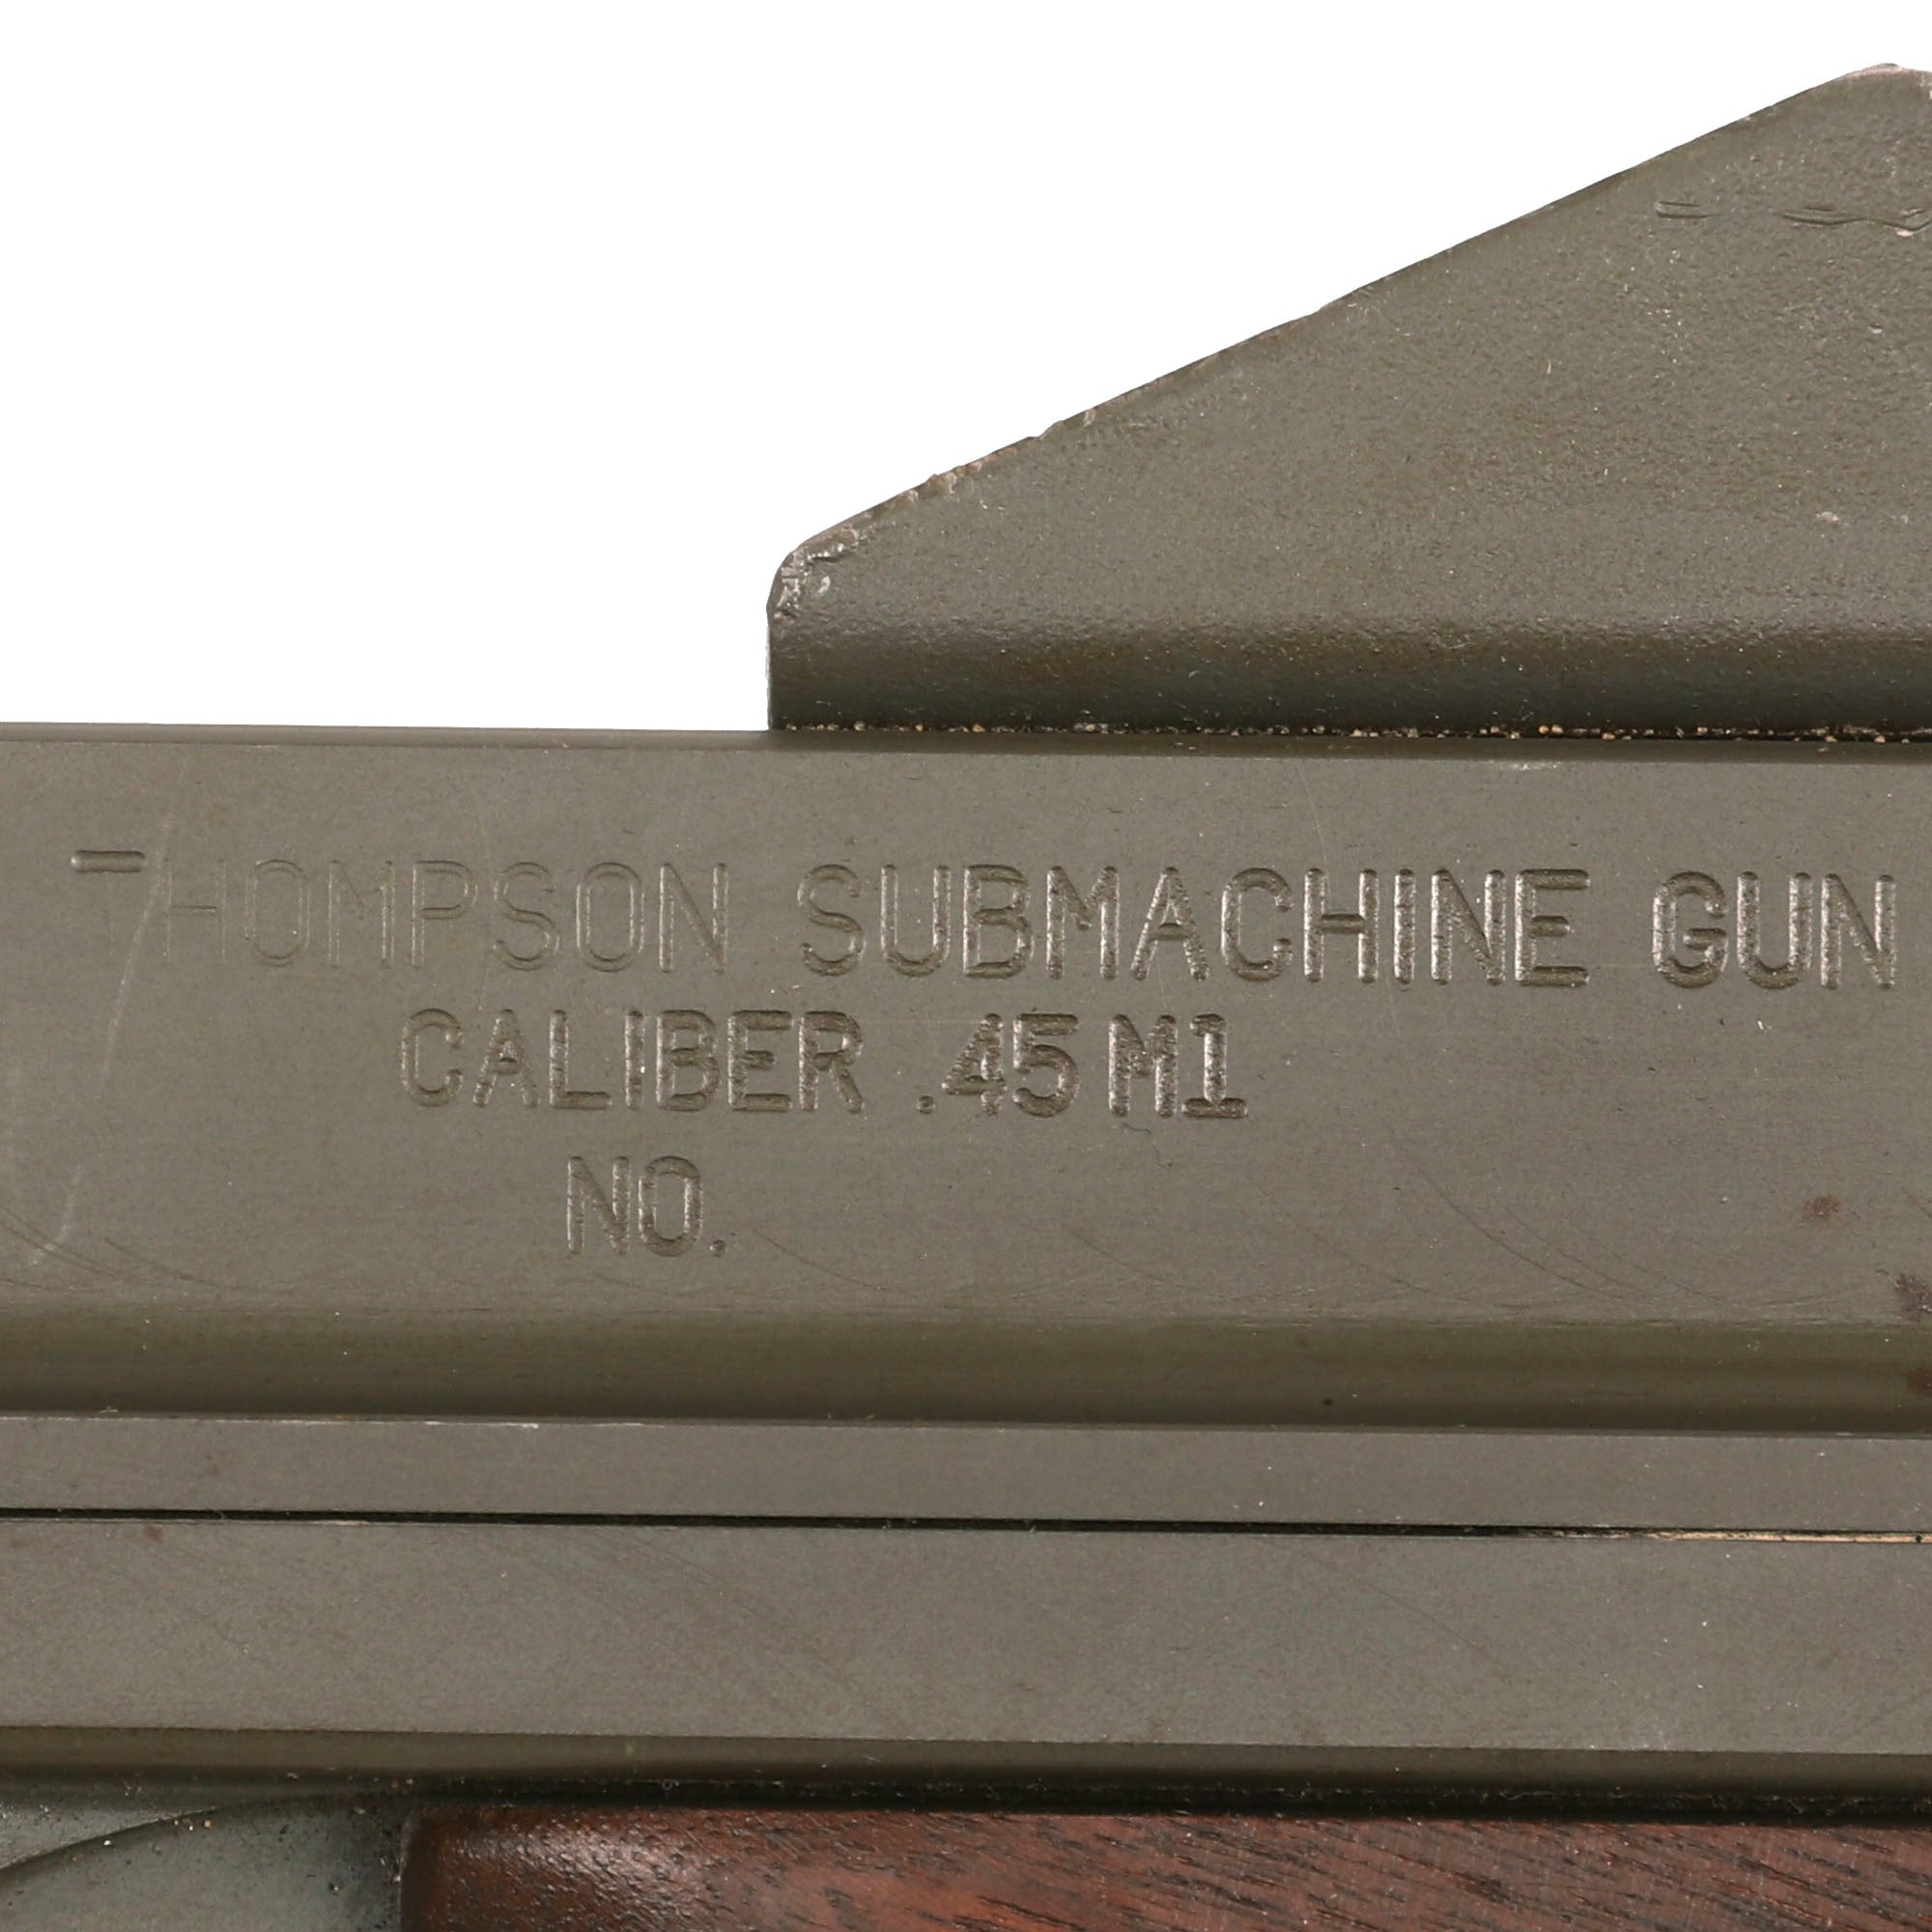 THOMPSON SUBMACHINE GUN
CALIBER .45 M1
NO.